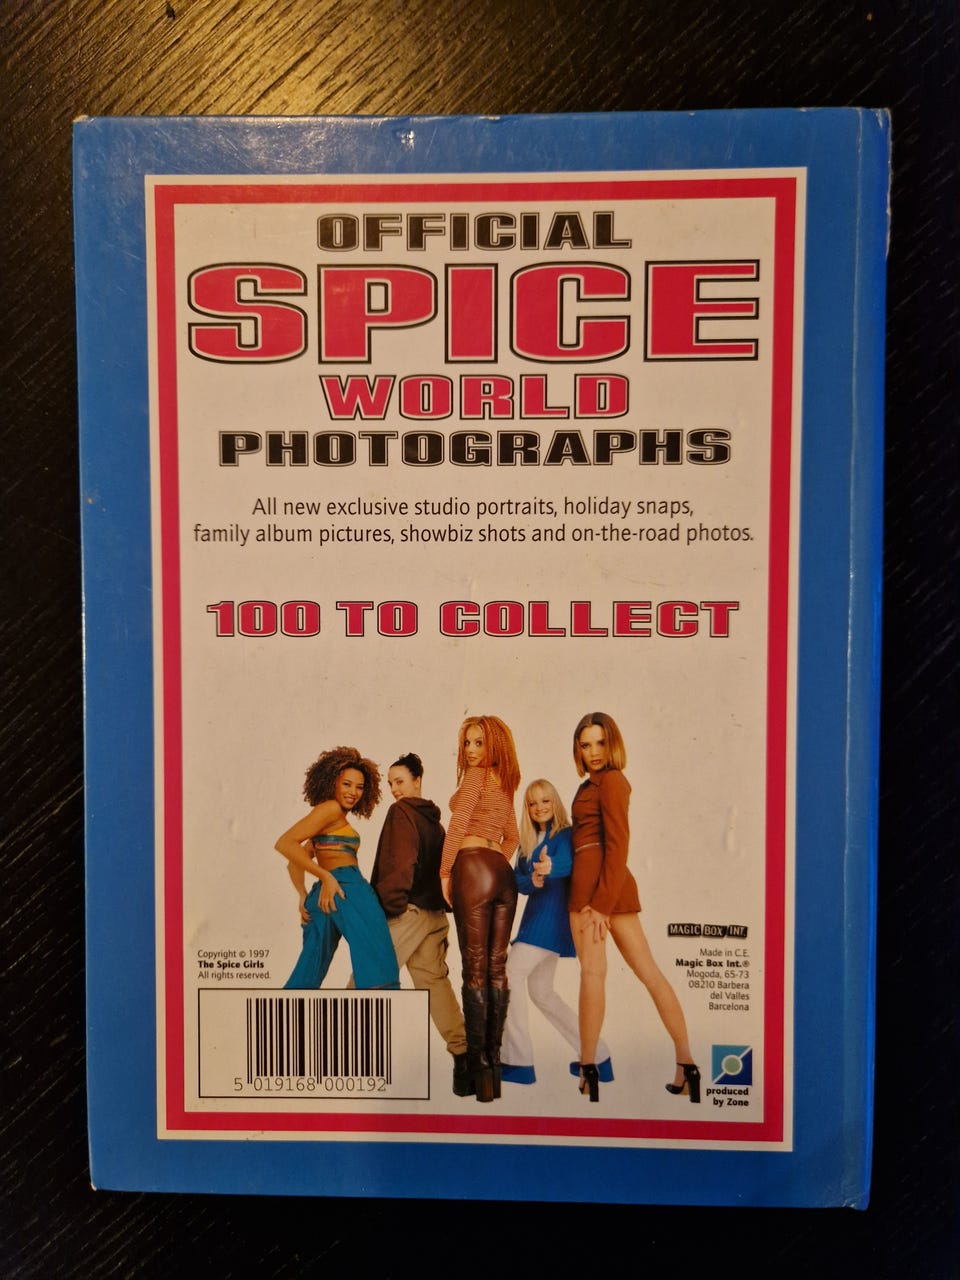 OFFICIAL
SPICE
WORLD
PHOTOGRAPHS
All new exclusive studio portraits, holiday snaps,
family album pictures, showbiz shots and on-the-road photos.
100 TO COLLECT
MAGIC BOX INT.
Copyright © 1997
The Spice Girls
All rights reserved.
Made in C.E.
Magic Box Int.®
Mogoda, 65-73
08210 Barbera
del Valles
Barcelona
5 019168 000192
produced
by Zone